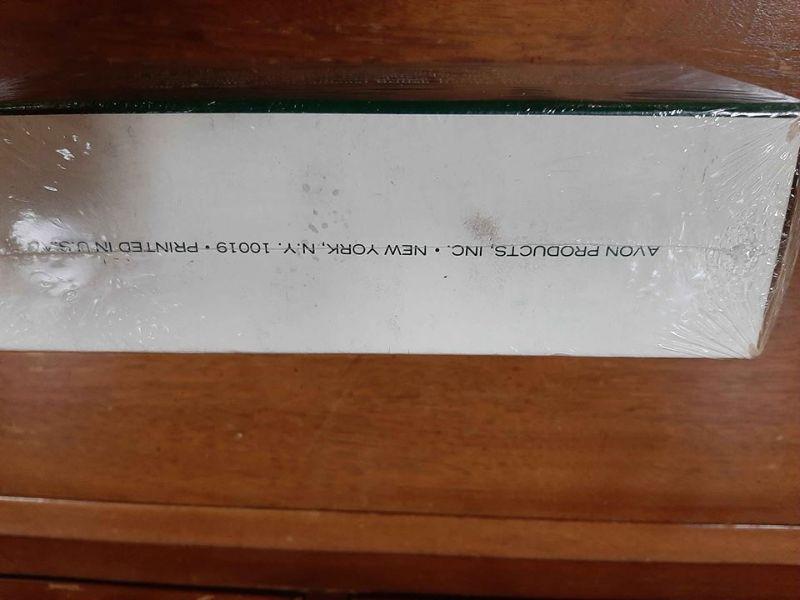 AVON PRODUCTS, INC. • NEW YORK, N.Y. 10019 • PRINTED IN U.S.A.